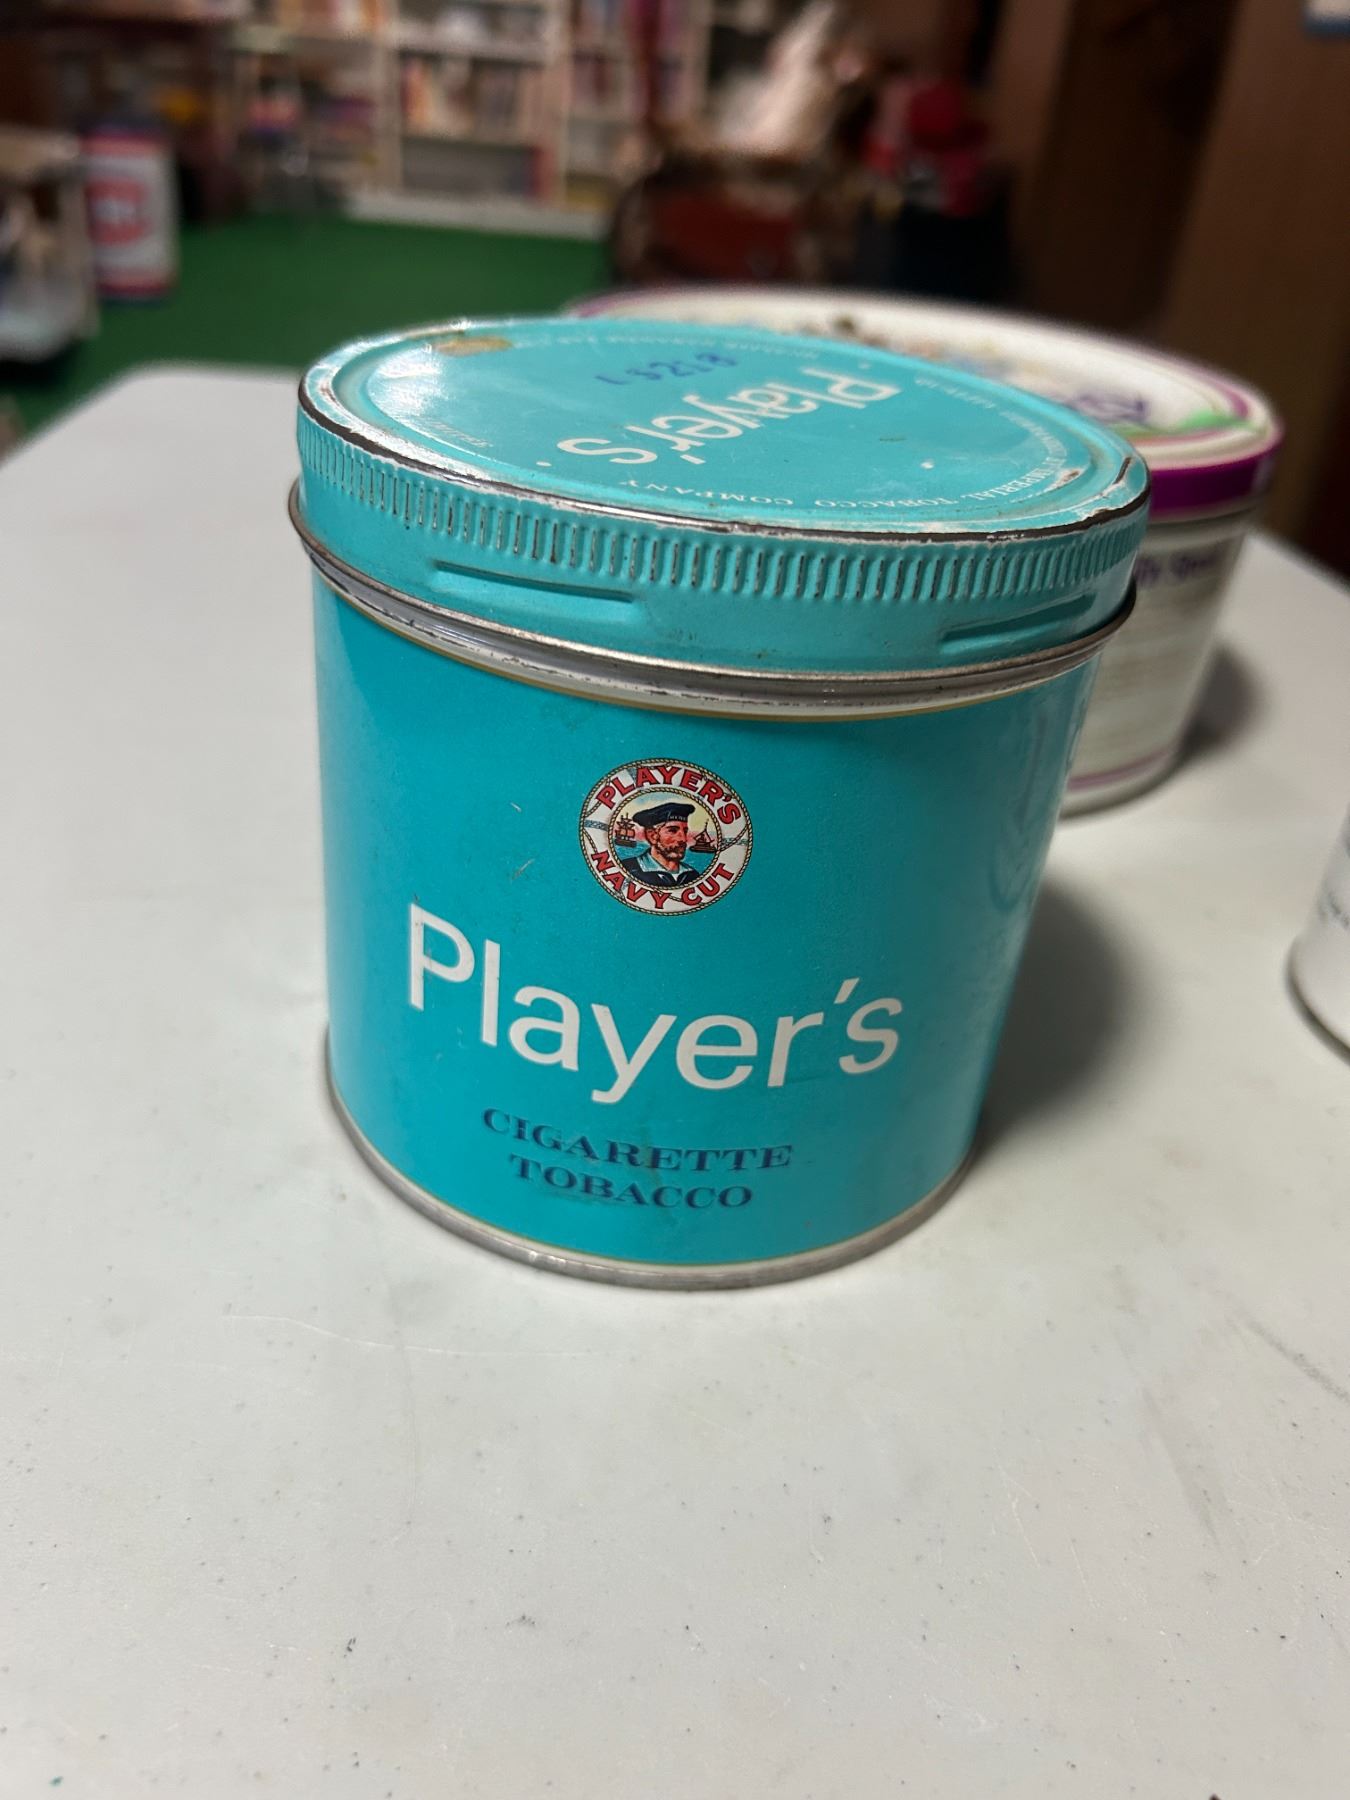 Player's
TOBACCO COMPANY
PLAYER'S
NAVY CUT
Player's
CIGARETTE
TOBACCO